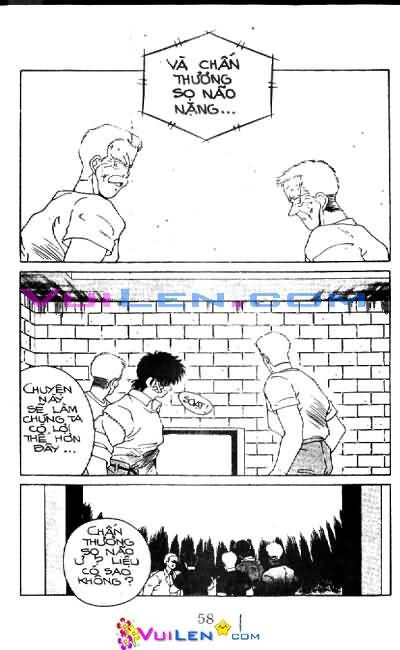 VÀ CHẤN
THƯƠNG
SỌ NÃO
NẶNG...
VUILEN.COM
CHUYỆN
NÀY
SẼ LÀM
CHÚNG TA
CÓ LỢI
THẾ HƠN
ĐẤY...
SOẠT!
CHẤN
THƯƠNG
SỌ NÃO
Ư? LIỆU
CÓ SAO
KHÔNG?
58
VUILEN.COM